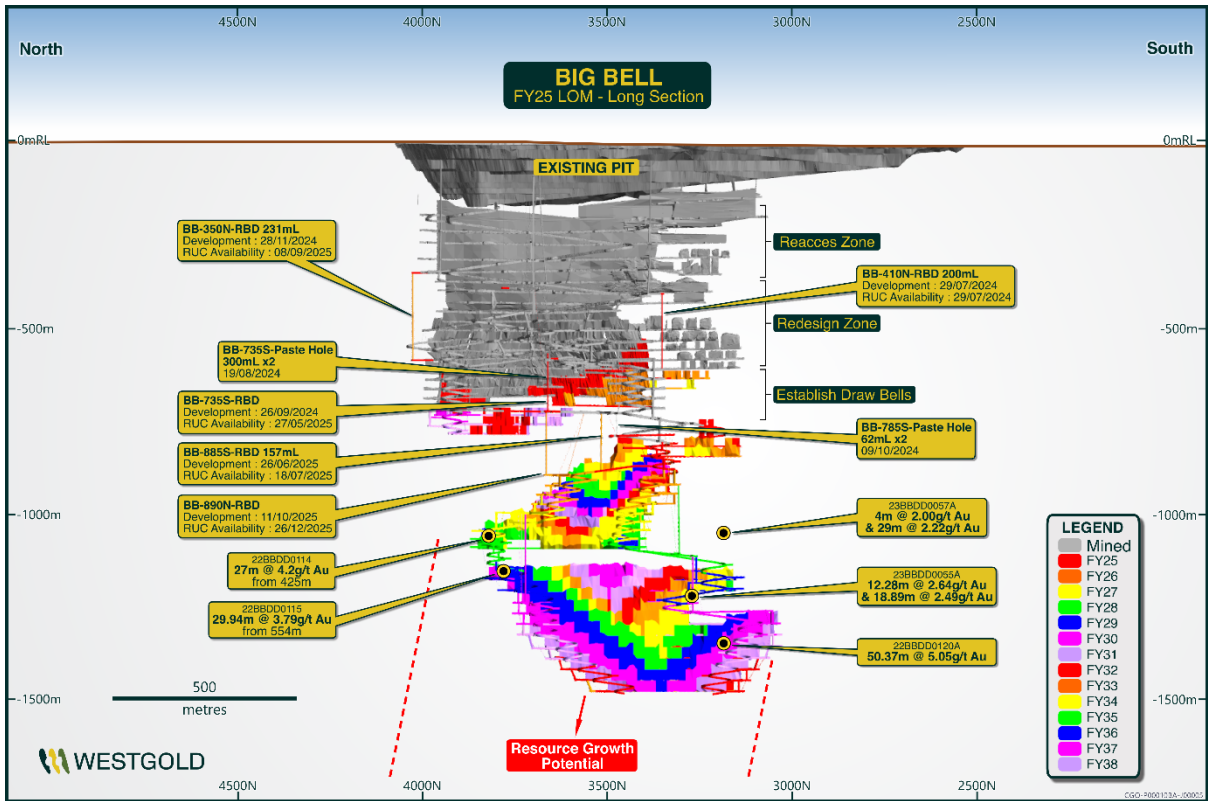 4500N
4000N
3500N
3000N
2500N
North
South
BIG BELL
FY25 LOM - Long Section
0mRL
0mRL
EXISTING PIT
BB-350N-RBD 231mL
Development : 28/11/2024
RUC Availability : 08/09/2025
Reacces Zone
BB-410N-RBD 200mL
Development : 29/07/2024
RUC Availability : 29/07/2024
-500m
-500m
Redesign Zone
BB-735S-Paste Hole
300mL x2
19/08/2024
Establish Draw Bells
BB-735S-RBD
Development : 26/09/2024
RUC Availability : 27/05/2025
BB-785S-Paste Hole
62mL x2
09/10/2024
BB-885S-RBD 157mL
Development : 26/06/2025
RUC Availability : 18/07/2025
BB-890N-RBD
Development : 11/10/2025
RUC Availability : 26/12/2025
-1000m
-1000m
23BBDD0057A
4m @ 2.00g/t Au
& 29m @ 2.22g/t Au
22BBDD0114
27m @ 4.2g/t Au
from 425m
23BBDD0055A
12.28m @ 2.64g/t Au
& 18.89m @ 2.49g/t Au
22BBDD0115
29.94m @ 3.79g/t Au
from 554m
22BBDD0120A
50.37m @ 5.05g/t Au
LEGEND
Mined
FY25
FY26
FY27
FY28
FY29
FY30
FY31
FY32
FY33
FY34
FY35
FY36
FY37
FY38
500
metres
-1500m
-1500m
Resource Growth
Potential
WESTGOLD
4500N
4000N
3500N
3000N
2500N